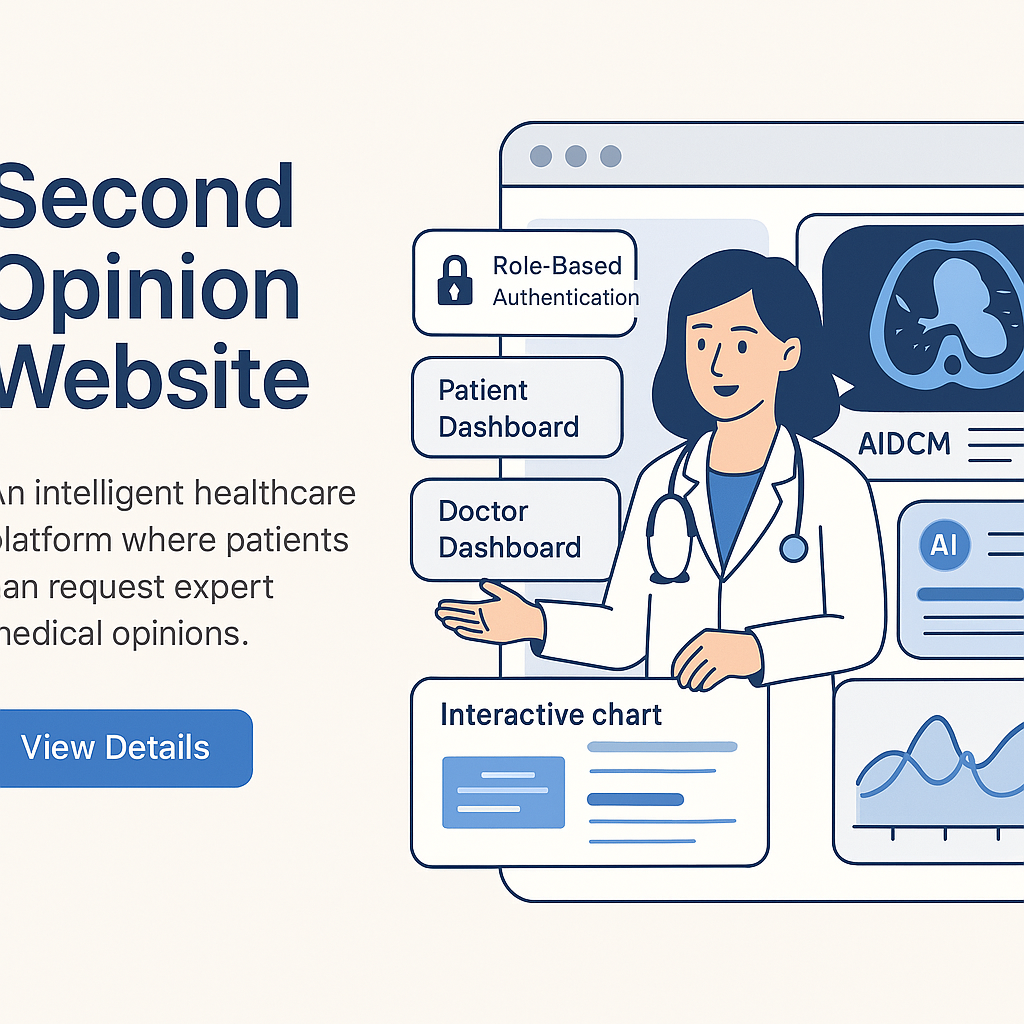 Second
Opinion
Website
An intelligent healthcare
platform where patients
can request expert
medical opinions.
View Details
Role-Based
Authentication
Patient
Dashboard
Doctor
Dashboard
Interactive chart
AIDCM
AI